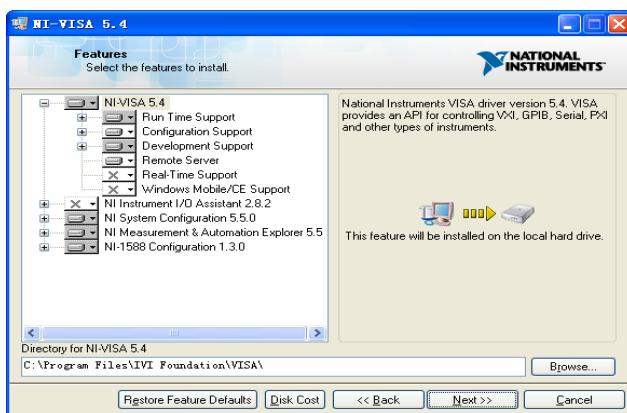 NI-VISA 5.4
Features
Select the features to install.
NATIONAL
INSTRUMENTS
NI-VISA 5.4
Run Time Support
Configuration Support
Development Support
Remote Server
Real-Time Support
Windows Mobile/CE Support
NI Instrument I/O Assistant 2.8.2
NI System Configuration 5.5.0
NI Measurement & Automation Explorer 5.5
NI-1588 Configuration 1.3.0
National Instruments VISA driver version 5.4. VISA
provides an API for controlling VXI, GPIB, Serial, PXI
and other types of instruments.
This feature will be installed on the local hard drive.
Directory for NI-VISA 5.4
C:\Program Files\IVI Foundation\VISA\
Browse...
Restore Feature Defaults
Disk Cost
<< Back
Next >>
Cancel